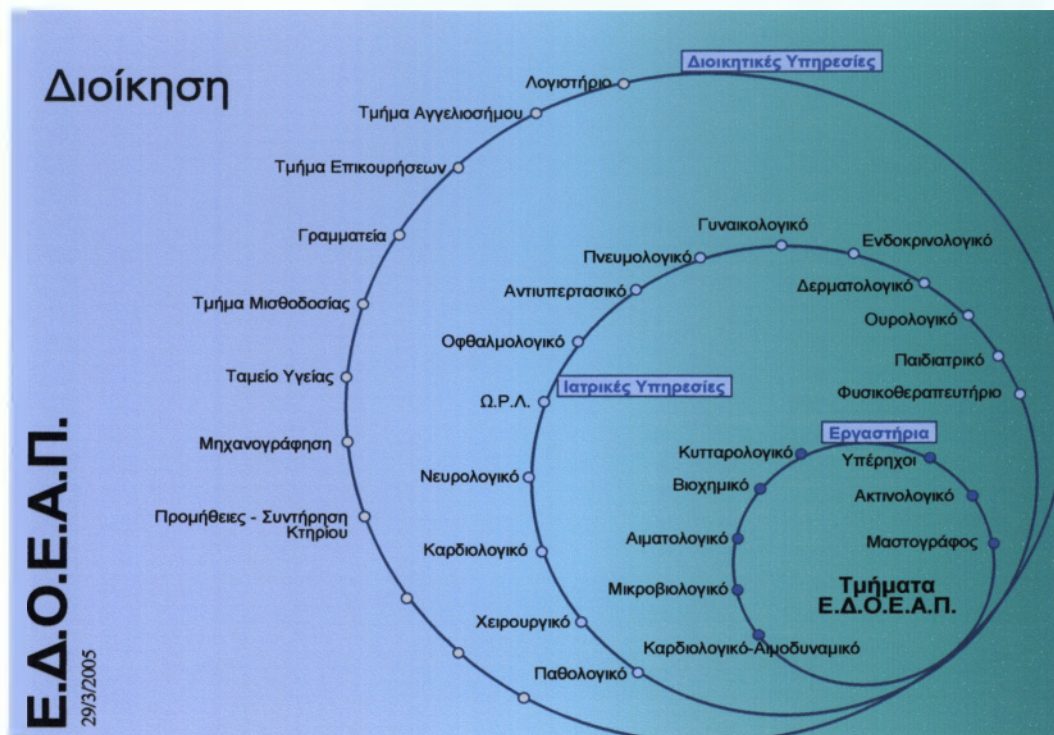 Διοίκηση
Διοικητικές Υπηρεσίες
Λογιστήριο
Τμήμα Αγγελιοσήμου
Τμήμα Επικουρήσεων
Γραμματεία
Τμήμα Μισθοδοσίας
Ταμείο Υγείας
Μηχανογράφηση
Προμήθειες - Συντήρηση
Κτηρίου
Ιατρικές Υπηρεσίες
Γυναικολογικό
Ενδοκρινολογικό
Πνευμολογικό
Δερματολογικό
Αντιυπερτασικό
Ουρολογικό
Οφθαλμολογικό
Παιδιατρικό
Ω.Ρ.Λ.
Φυσικοθεραπευτήριο
Νευρολογικό
Καρδιολογικό
Χειρουργικό
Παθολογικό
Εργαστήρια
Κυτταρολογικό
Υπέρηχοι
Βιοχημικό
Ακτινολογικό
Αιματολογικό
Μαστογράφος
Μικροβιολογικό
Καρδιολογικό-Αιμοδυναμικό
Τμήματα
Ε.Δ.Ο.Ε.Α.Π.
Ε.Δ.Ο.Ε.Α.Π.
29/3/2005